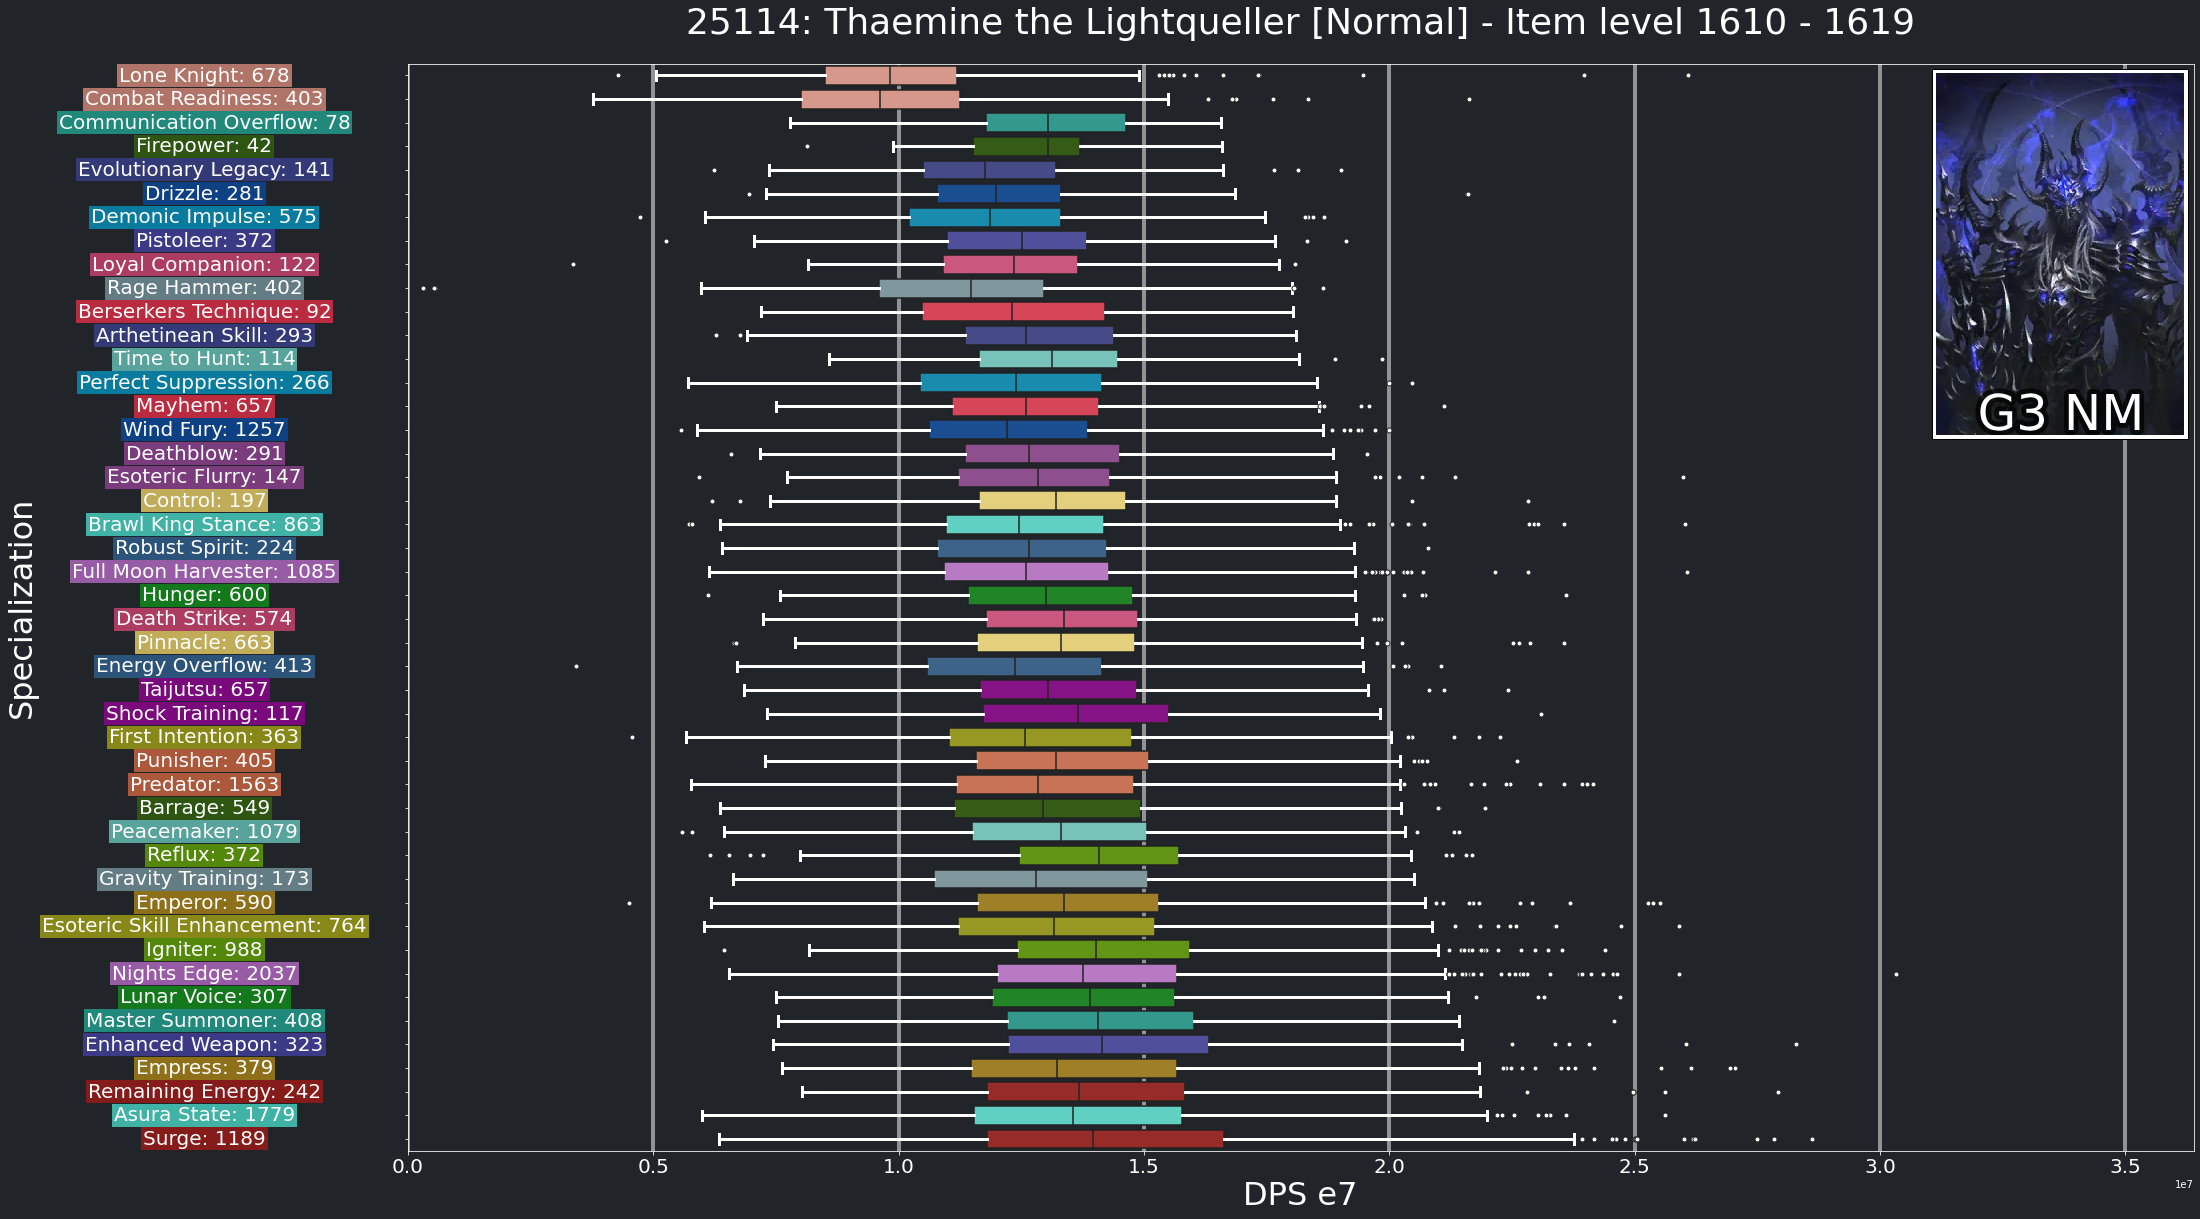 25114: Thaemine the Lightqueller [Normal] - Item level 1610 - 1619
Lone Knight: 678
Combat Readiness: 403
Communication Overflow: 78
Firepower: 42
Evolutionary Legacy: 141
Drizzle: 281
Demonic Impulse: 575
Pistoleer: 372
Loyal Companion: 122
Rage Hammer: 402
Berserkers Technique: 92
Arthetinean Skill: 293
Time to Hunt: 114
Perfect Suppression: 266
Mayhem: 657
Wind Fury: 1257
Deathblow: 291
Esoteric Flurry: 147
Control: 197
Brawl King Stance: 863
Robust Spirit: 224
Full Moon Harvester: 1085
Hunger: 600
Death Strike: 574
Pinnacle: 663
Energy Overflow: 413
Taijutsu: 657
Shock Training: 117
First Intention: 363
Punisher: 405
Predator: 1563
Barrage: 549
Peacemaker: 1079
Reflux: 372
Gravity Training: 173
Emperor: 590
Esoteric Skill Enhancement: 764
Igniter: 988
Nights Edge: 2037
Lunar Voice: 307
Master Summoner: 408
Enhanced Weapon: 323
Empress: 379
Remaining Energy: 242
Asura State: 1779
Surge: 1189
Specialization
G3 NM
0.0 0.5 1.0 1.5 2.0 2.5 3.0 3.5
1e7
DPS e7